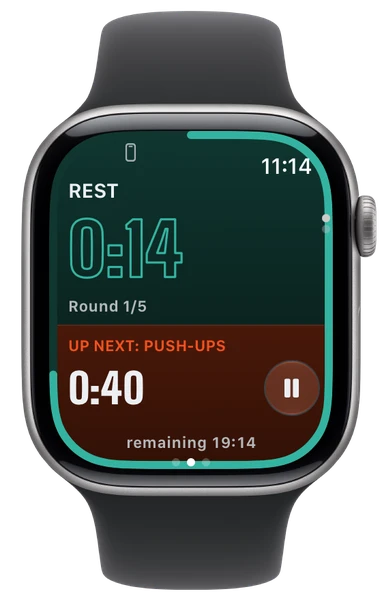 11:14
REST
0:14
Round 1/5
UP NEXT: PUSH-UPS
0:40
remaining 19:14